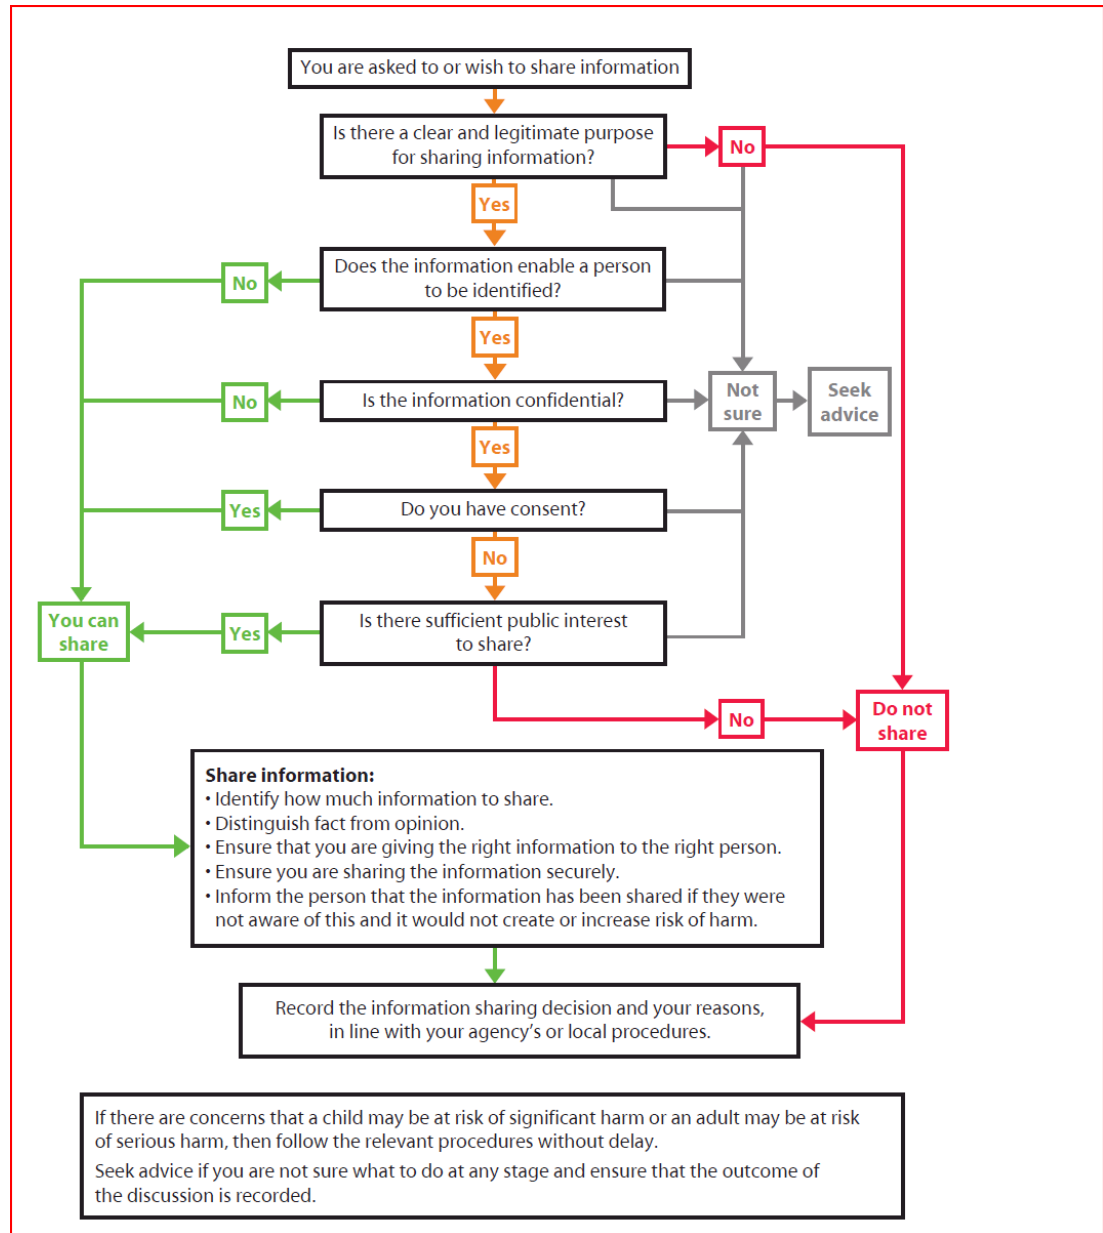 You are asked to or wish to share information
Is there a clear and legitimate purpose
for sharing information?
No
Yes
Does the information enable a person
to be identified?
No
Yes
Is the information confidential?
No
Not
sure
Seek
advice
Yes
Do you have consent?
Yes
No
Is there sufficient public interest
to share?
Yes
You can
share
No
Do not
share
Share information:
• Identify how much information to share.
• Distinguish fact from opinion.
• Ensure that you are giving the right information to the right person.
• Ensure you are sharing the information securely.
• Inform the person that the information has been shared if they were
not aware of this and it would not create or increase risk of harm.
Record the information sharing decision and your reasons,
in line with your agency's or local procedures.
If there are concerns that a child may be at risk of significant harm or an adult may be at risk
of serious harm, then follow the relevant procedures without delay.
Seek advice if you are not sure what to do at any stage and ensure that the outcome of
the discussion is recorded.